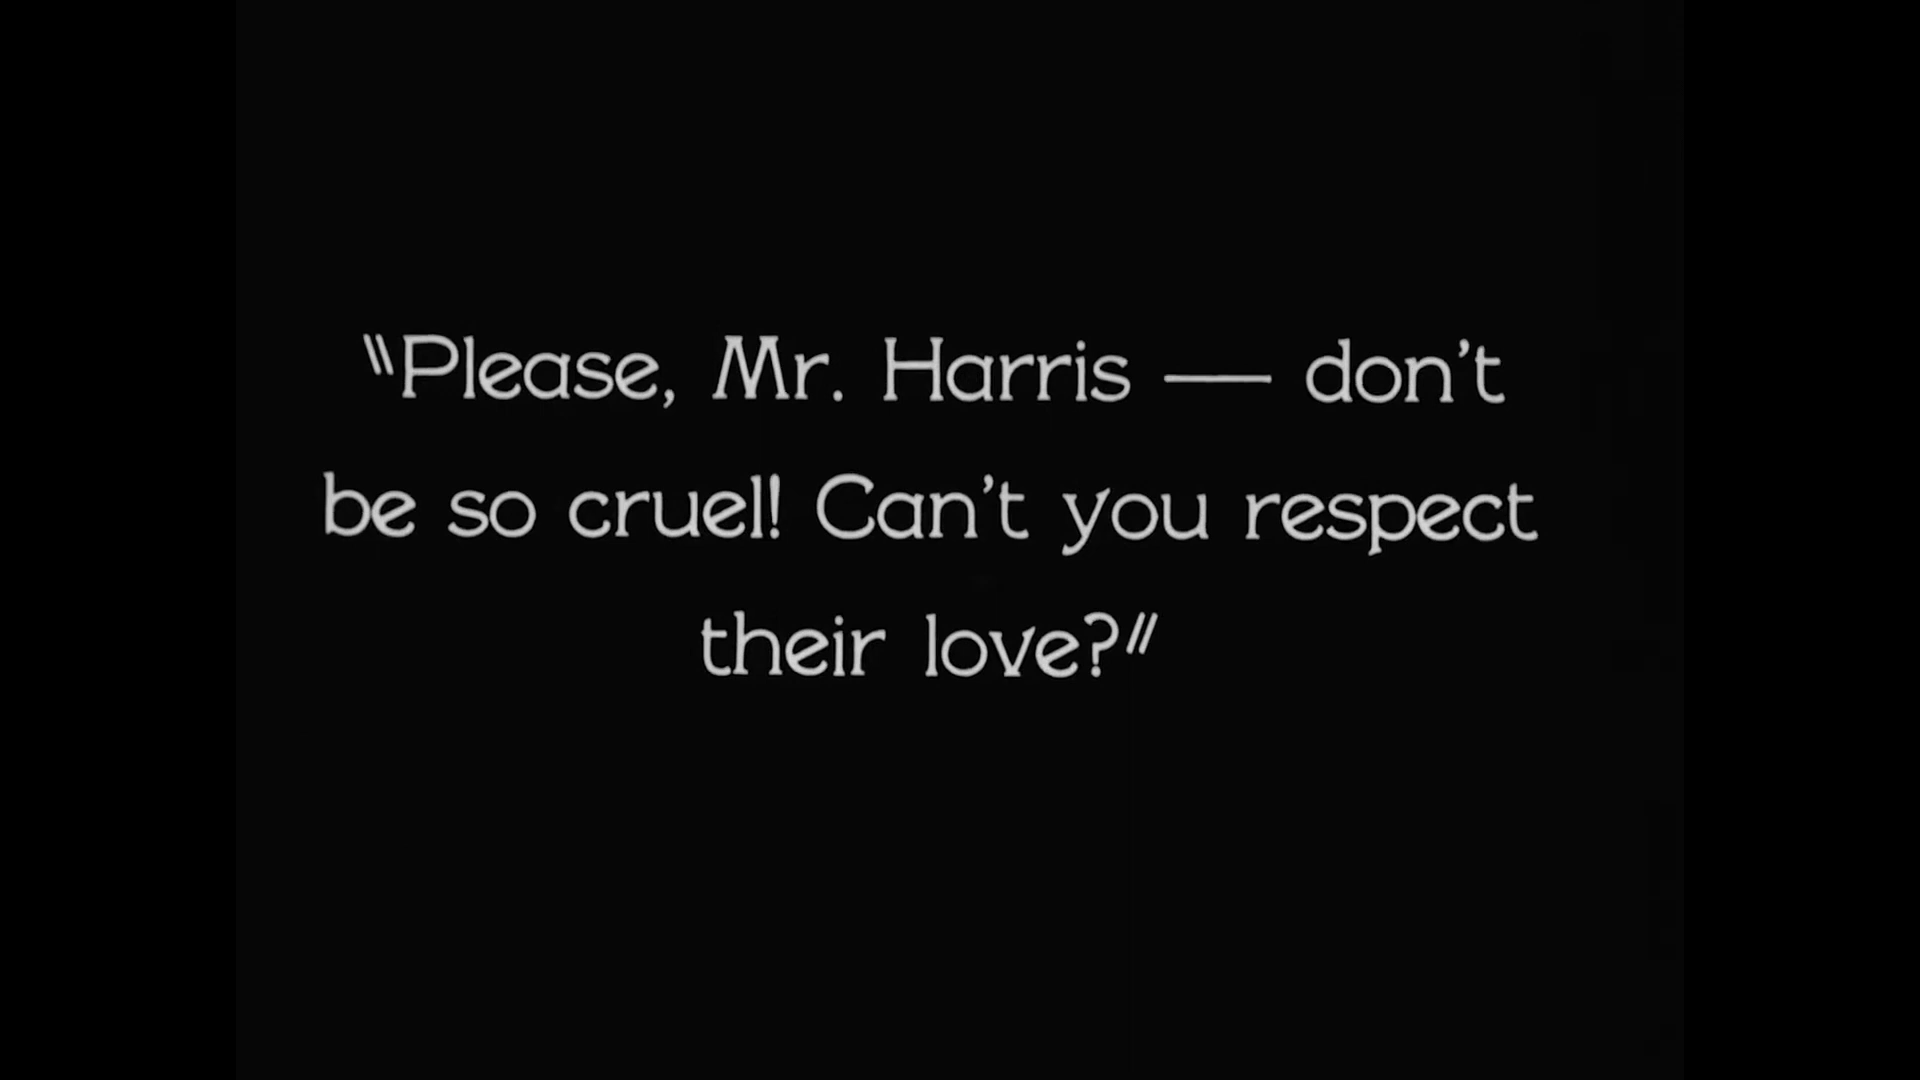 "Please, Mr. Harris — don't
be so cruel! Can't you respect
their love?"